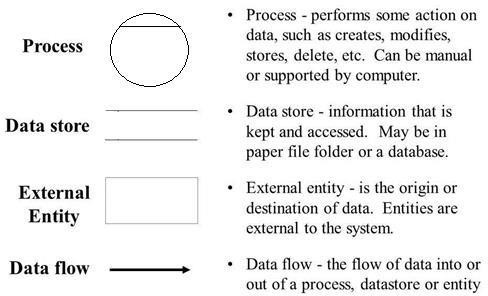 Process
• Process - performs some action on
data, such as creates, modifies,
stores, delete, etc. Can be manual
or supported by computer.
Data store
• Data store - information that is
kept and accessed. May be in
paper file folder or a database.
External
Entity
• External entity - is the origin or
destination of data. Entities are
external to the system.
Data flow
• Data flow - the flow of data into or
out of a process, datastore or entity